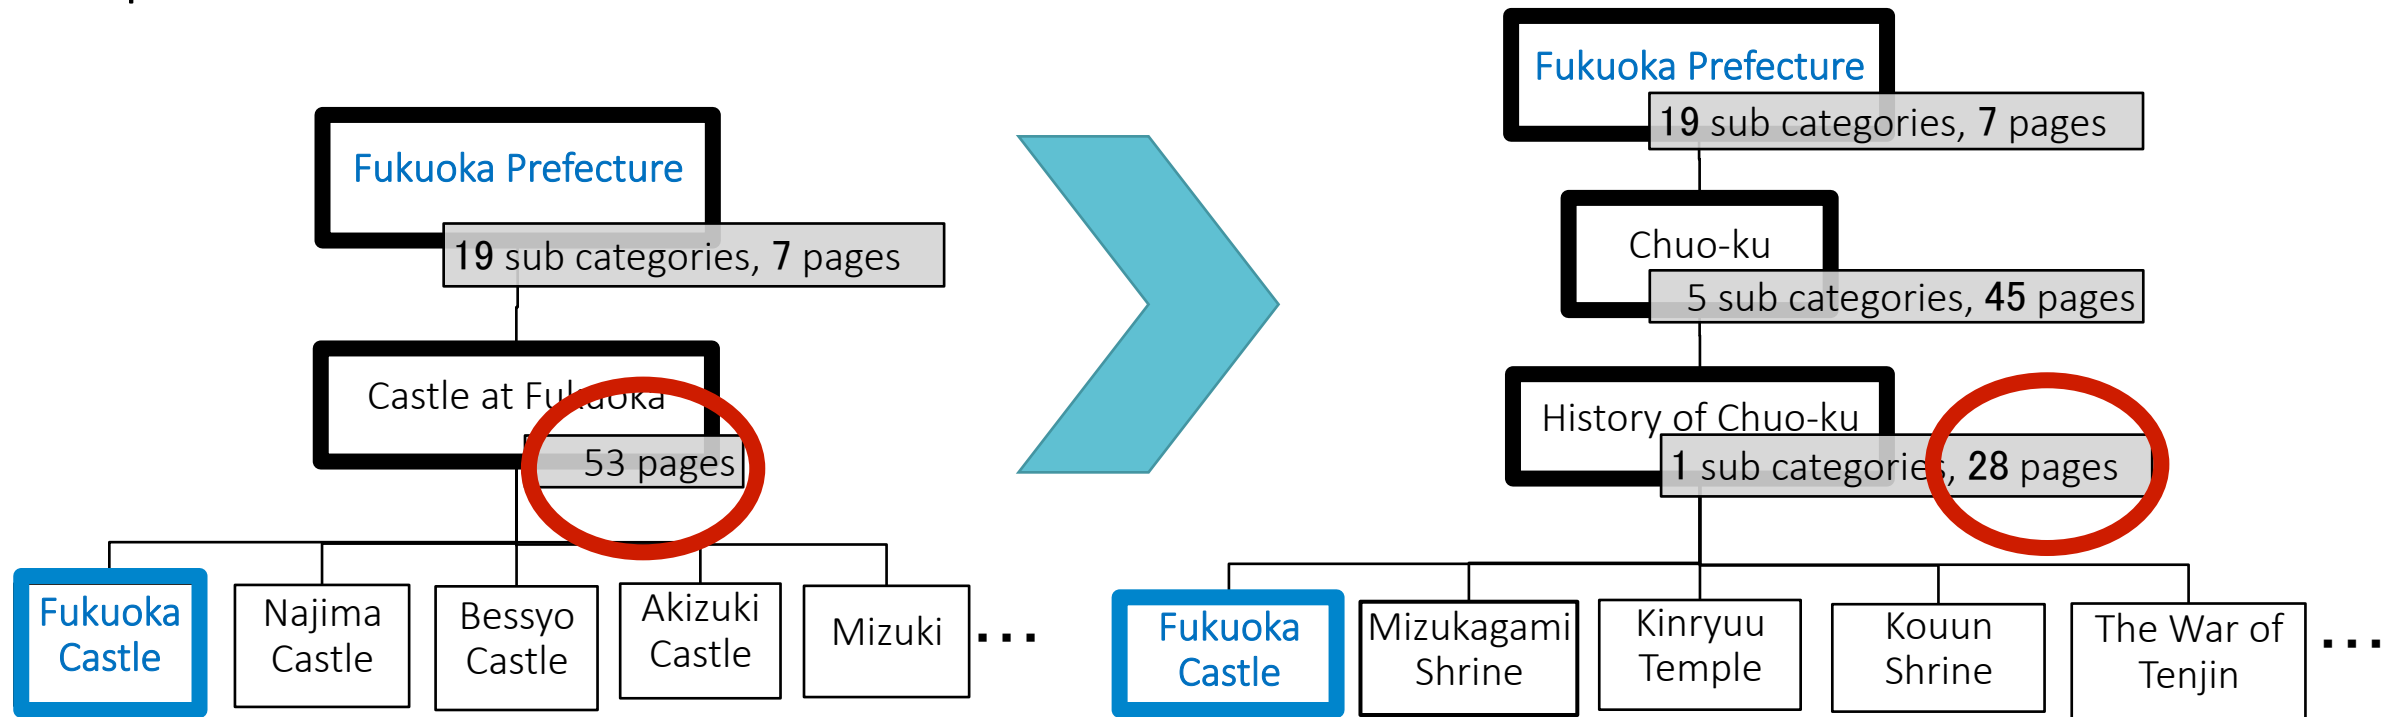 Fukuoka Prefecture
19 sub categories, 7 pages
Castle at Fukuoka
53 pages
Fukuoka
Castle
Najima
Castle
Bessyo
Castle
Akizuki
Castle
Mizuki
...
Fukuoka Prefecture
19 sub categories, 7 pages
Chuo-ku
5 sub categories, 45 pages
History of Chuo-ku
1 sub categories, 28 pages
Fukuoka
Castle
Mizukagami
Shrine
Kinryuu
Temple
Kouun
Shrine
The War of
Tenjin
...